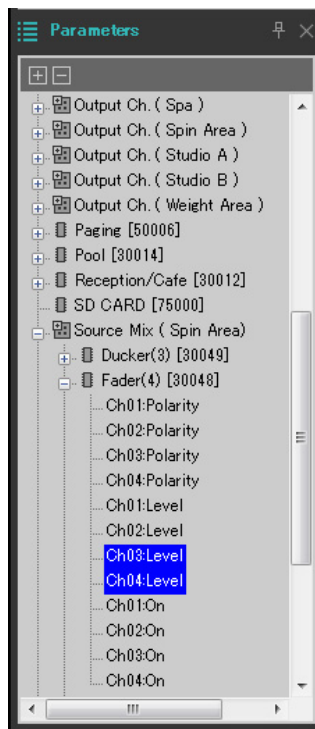 Parameters
Output Ch. ( Spa )
Output Ch. ( Spin Area )
Output Ch. ( Studio A )
Output Ch. ( Studio B )
Output Ch. ( Weight Area )
Paging [50006]
Pool [30014]
Reception/Cafe [30012]
SD CARD [75000]
Source Mix ( Spin Area)
Ducker(3) [30049]
Fader(4) [30048]
Ch01:Polarity
Ch02:Polarity
Ch03:Polarity
Ch04:Polarity
Ch01:Level
Ch02:Level
Ch03:Level
Ch04:Level
Ch01:On
Ch02:On
Ch03:On
Ch04:On